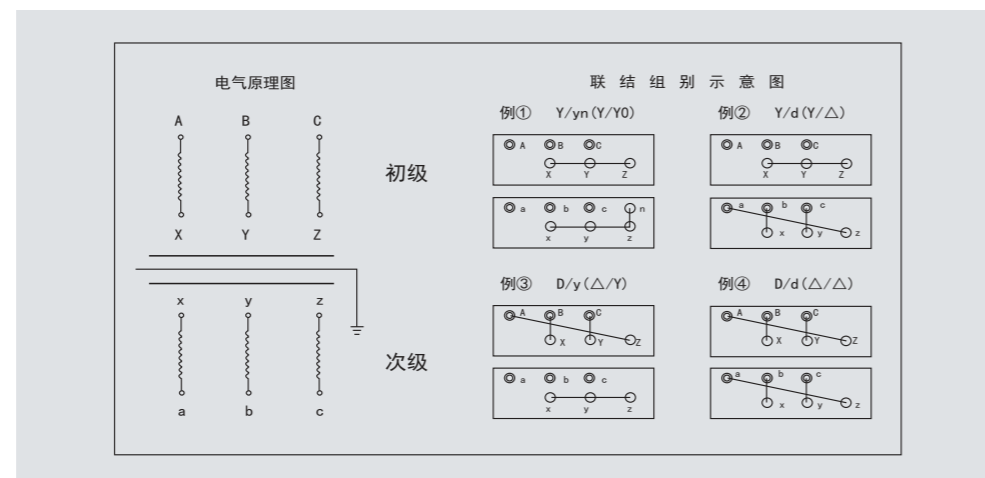 电气原理图
A B C
初级
X Y Z
x y z
次级
a b c
联结组别示意图
例① Y/yn(Y/Y0)
A B C
X Y Z
a b c n
x y z
例② Y/d(Y/△)
A B C
X Y Z
a b c
x y z
例③ D/y(△/Y)
A B C
X Y Z
a b c
x y z
例④ D/d(△/△)
A B C
X Y Z
a b c
x y z